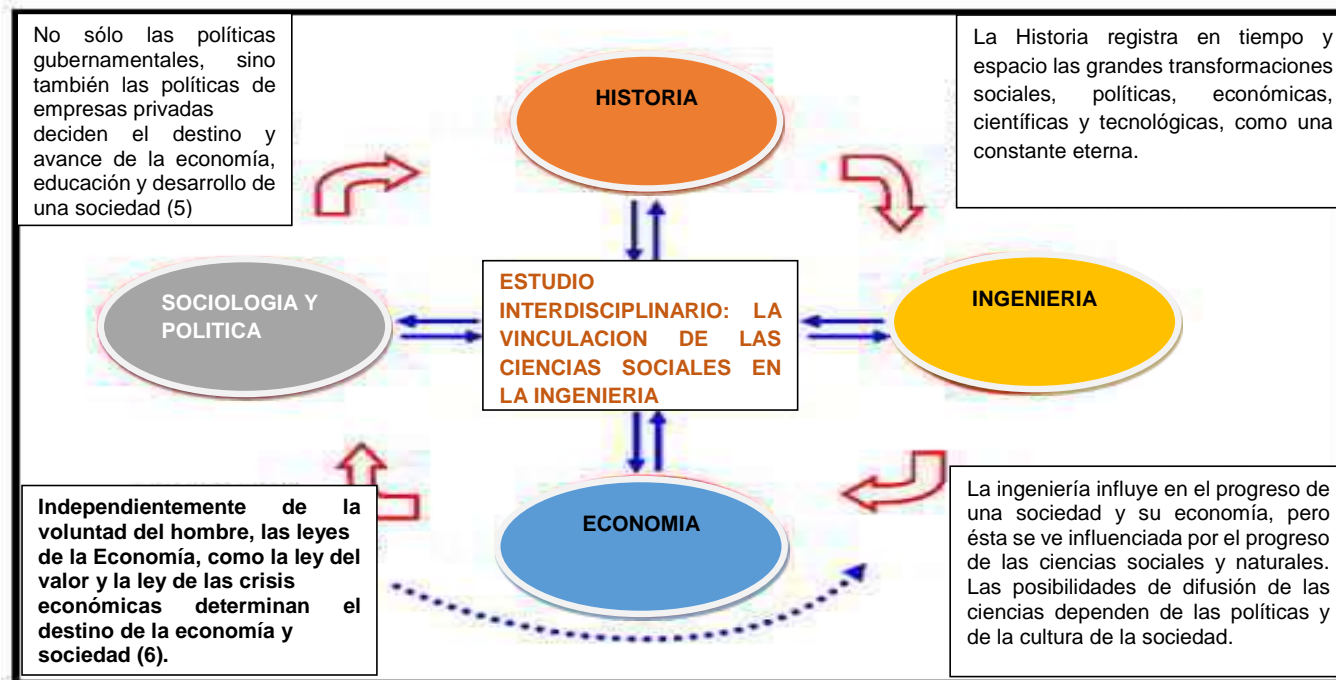 No sólo las políticas
gubernamentales, sino
también las políticas de
empresas privadas
deciden el destino y
avance de la economía,
educación y desarrollo de
una sociedad (5)
HISTORIA
La Historia registra en tiempo y
espacio las grandes transformaciones
sociales, políticas, económicas,
científicas y tecnológicas, como una
constante eterna.
SOCIOLOGIA Y
POLITICA
ESTUDIO
INTERDISCIPLINARIO: LA
VINCULACION DE LAS
CIENCIAS SOCIALES EN
LA INGENIERIA
INGENIERIA
Independientemente de la
voluntad del hombre, las leyes
de la Economía, como la ley del
valor y la ley de las crisis
económicas determinan el
destino de la economía y
sociedad (6).
ECONOMIA
La ingeniería influye en el progreso de
una sociedad y su economía, pero
ésta se ve influenciada por el progreso
de las ciencias sociales y naturales.
Las posibilidades de difusión de las
ciencias dependen de las políticas y
de la cultura de la sociedad.